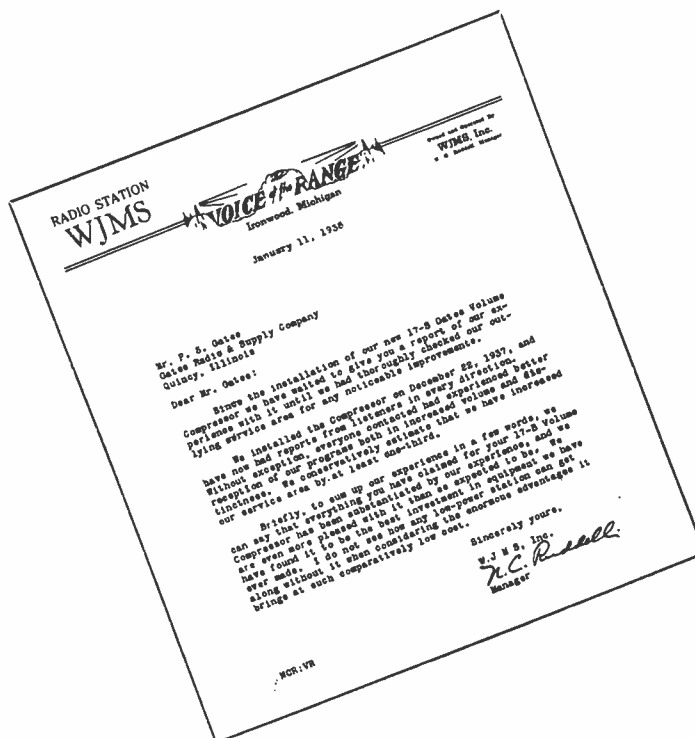 RADIO STATION
WJMS
The
VOICE of the RANGE
Ironwood, Michigan
Owned and Operated By
WJMS, Inc.
January 11, 1938
Mr. P. S. Gates
Gates Radio & Supply Company
Quincy, Illinois
Dear Mr. Gates:
Since the installation of our new 17-B Gates Volume
Compressor we have waited to give you a report of our ex-
perience with it until we had thoroughly checked our out-
lying service area for any noticeable improvements.
We installed the Compressor on December 22, 1937, and
have now had reports from listeners in every direction.
Without exception, everyone contacted had experienced better
reception of our programs both in increased volume and dis-
tinctness. We conservatively estimate that we have increased
our service area by at least one-third.
Briefly, to sum up our experience in a few words, we
can say that everything you have claimed for your 17-B Volume
Compressor has been substantiated by our experience, and we
are even more pleased with it than we expected to be. We
have found it to be the best investment in equipment we have
ever made. I do not see how any low-power station can get
along without it when considering the enormous advantages it
brings at such comparatively low cost.
Sincerely yours,
W J M S, Inc.
N.C. Ruddell
Manager
NCR:VR